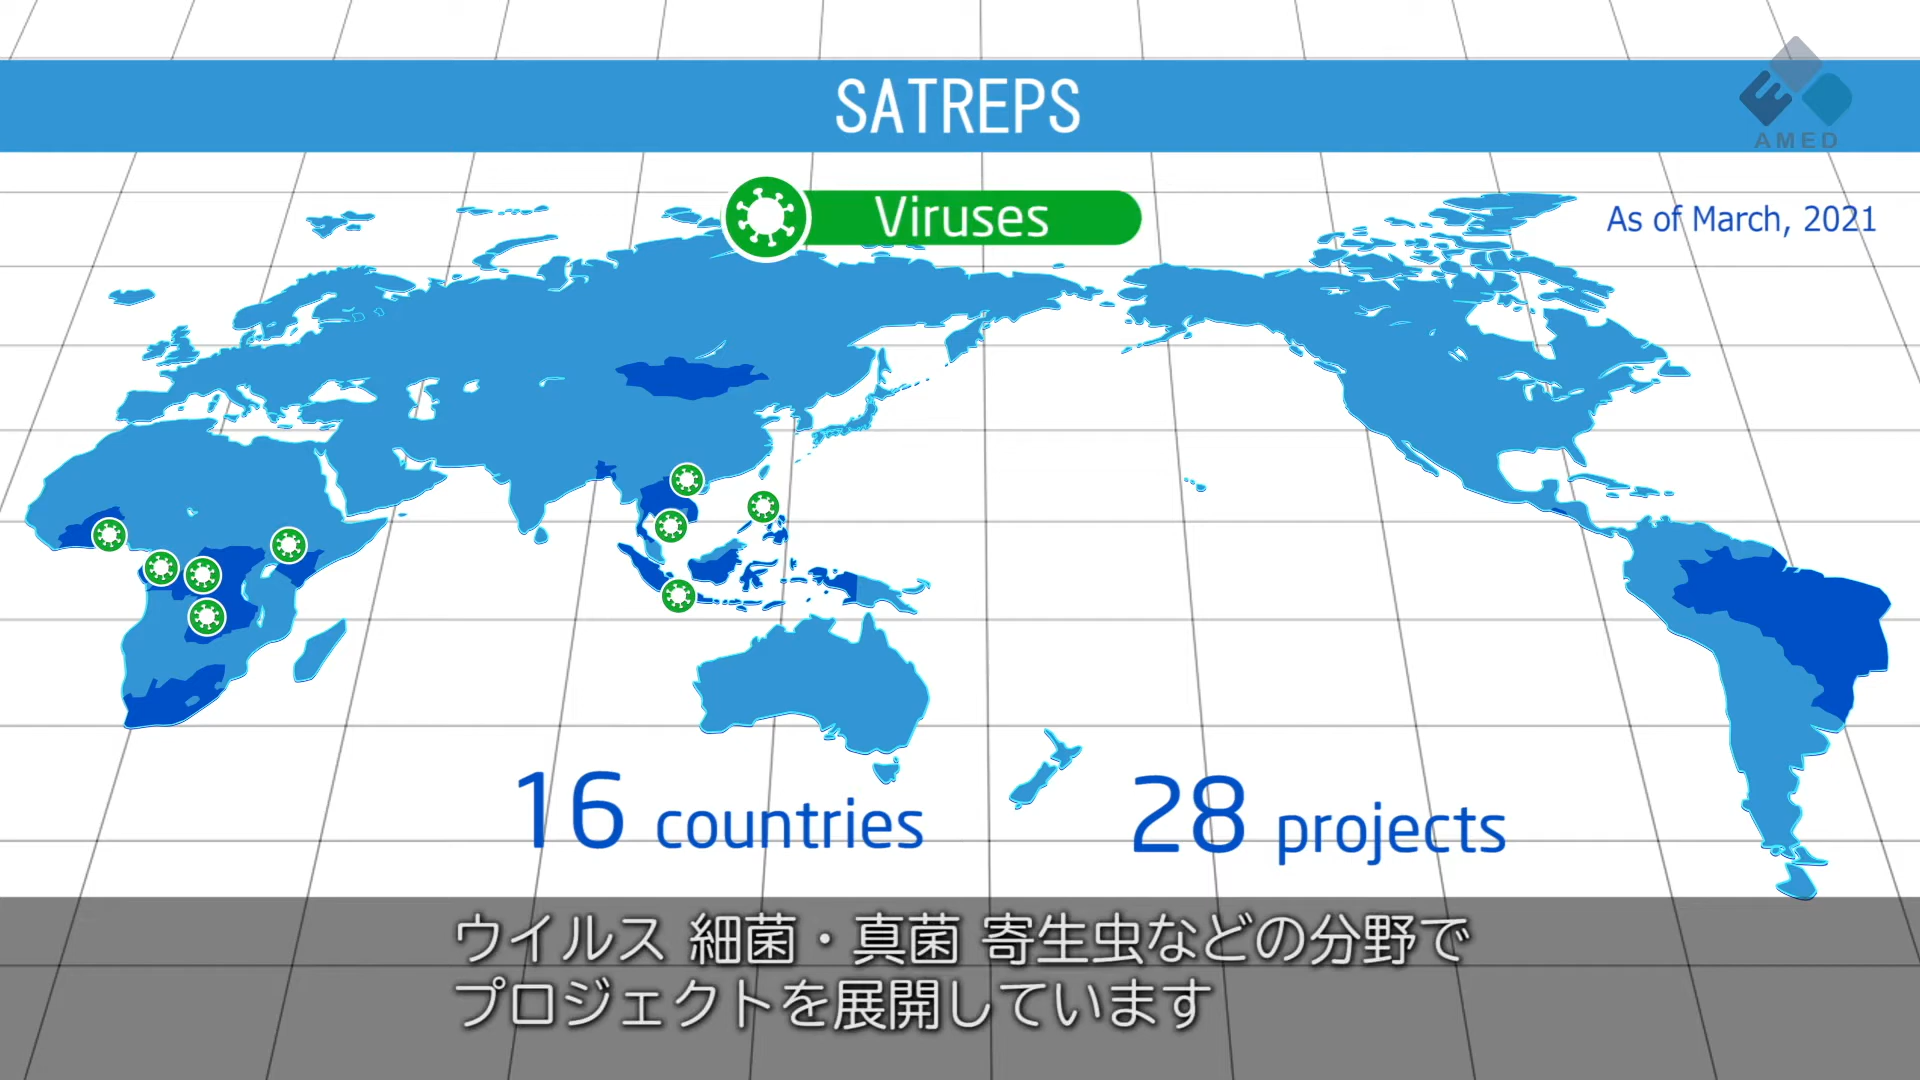 SATREPS
AMED
Viruses
As of March, 2021
16 countries
28 projects
ウイルス 細菌・真菌 寄生虫などの分野で
プロジェクトを展開しています